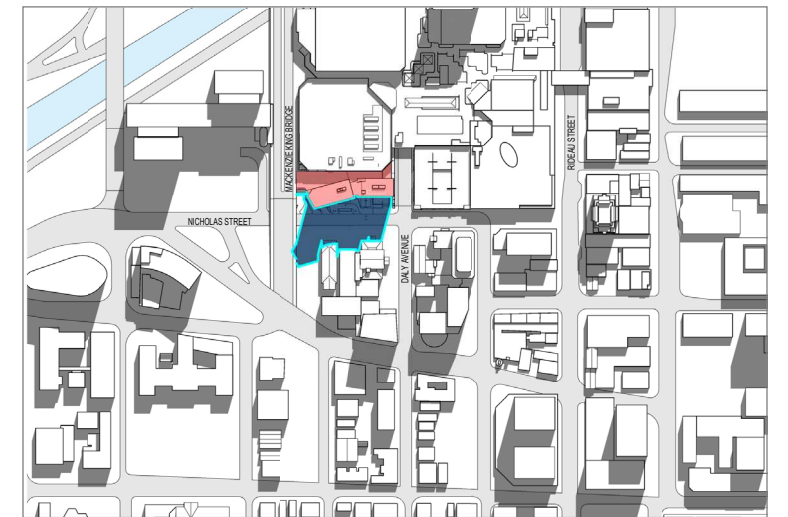 MACKENZIE KING BRIDGE
RIDEAU STREET
NICHOLAS STREET
DALY AVENUE